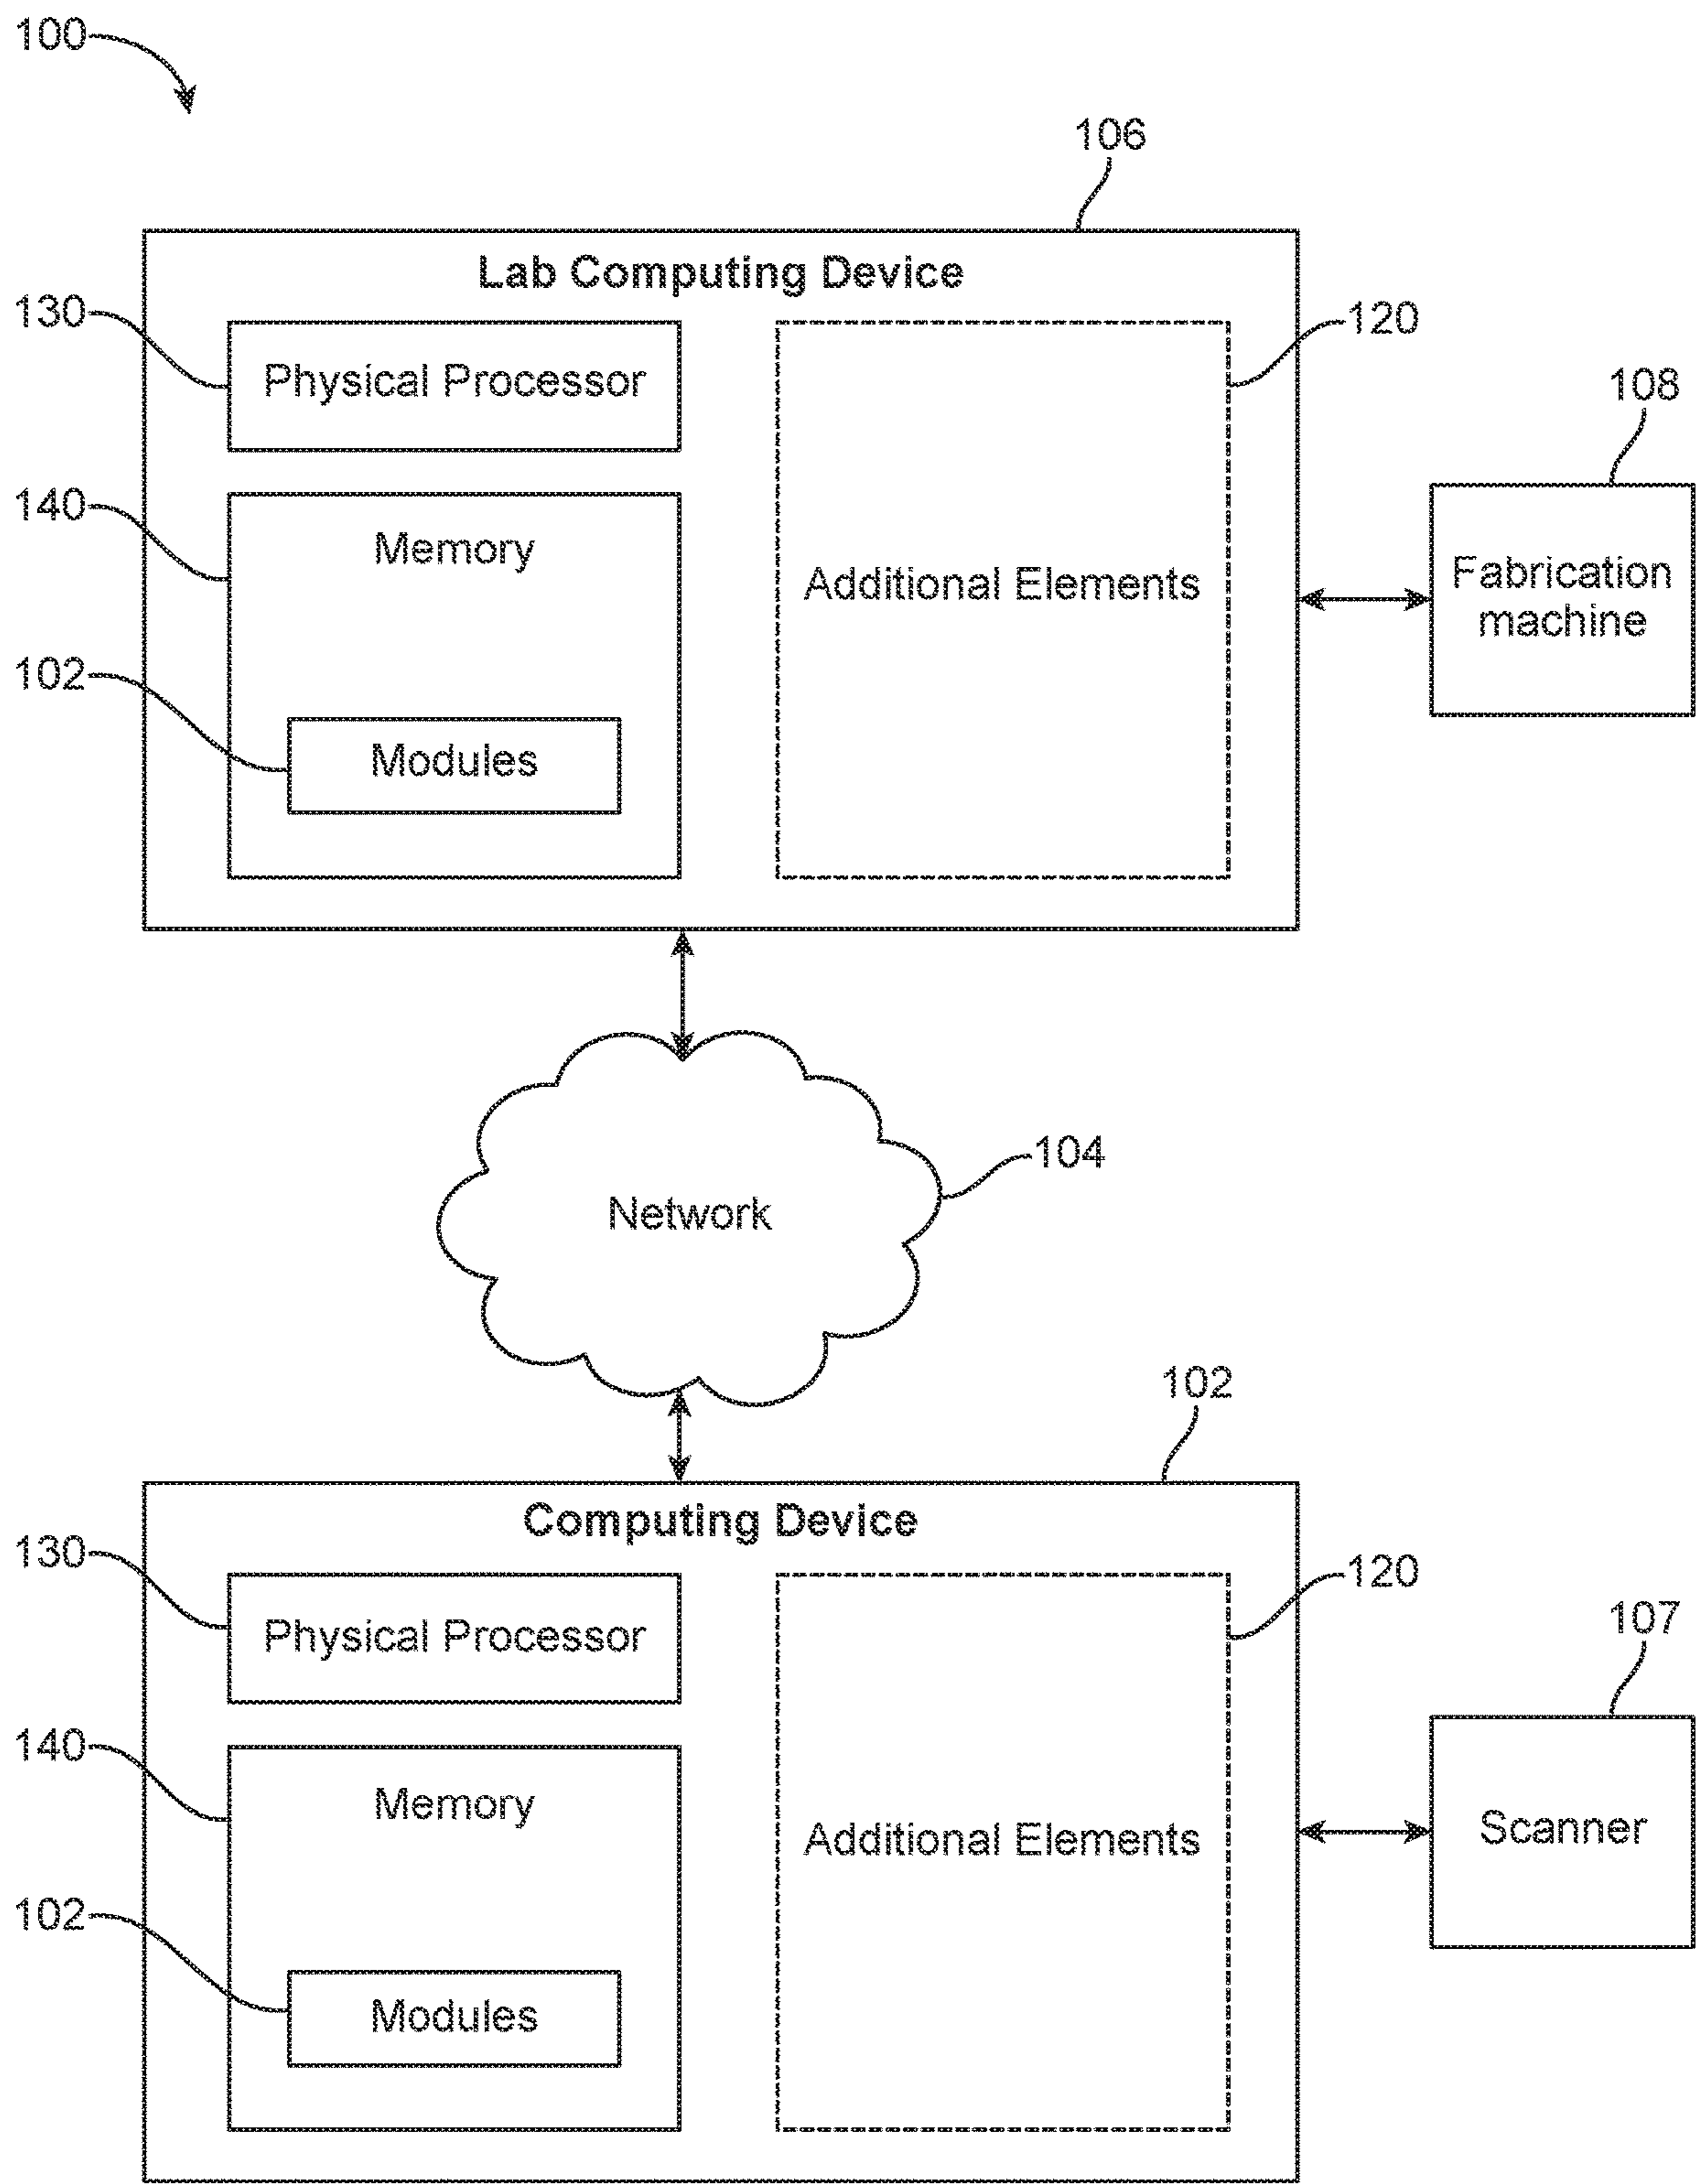 100
106
Lab Computing Device
130
Physical Processor
120
108
140
Memory
Additional Elements
Fabrication
machine
102
Modules
104
Network
102
Computing Device
130
Physical Processor
120
107
140
Memory
Additional Elements
Scanner
102
Modules